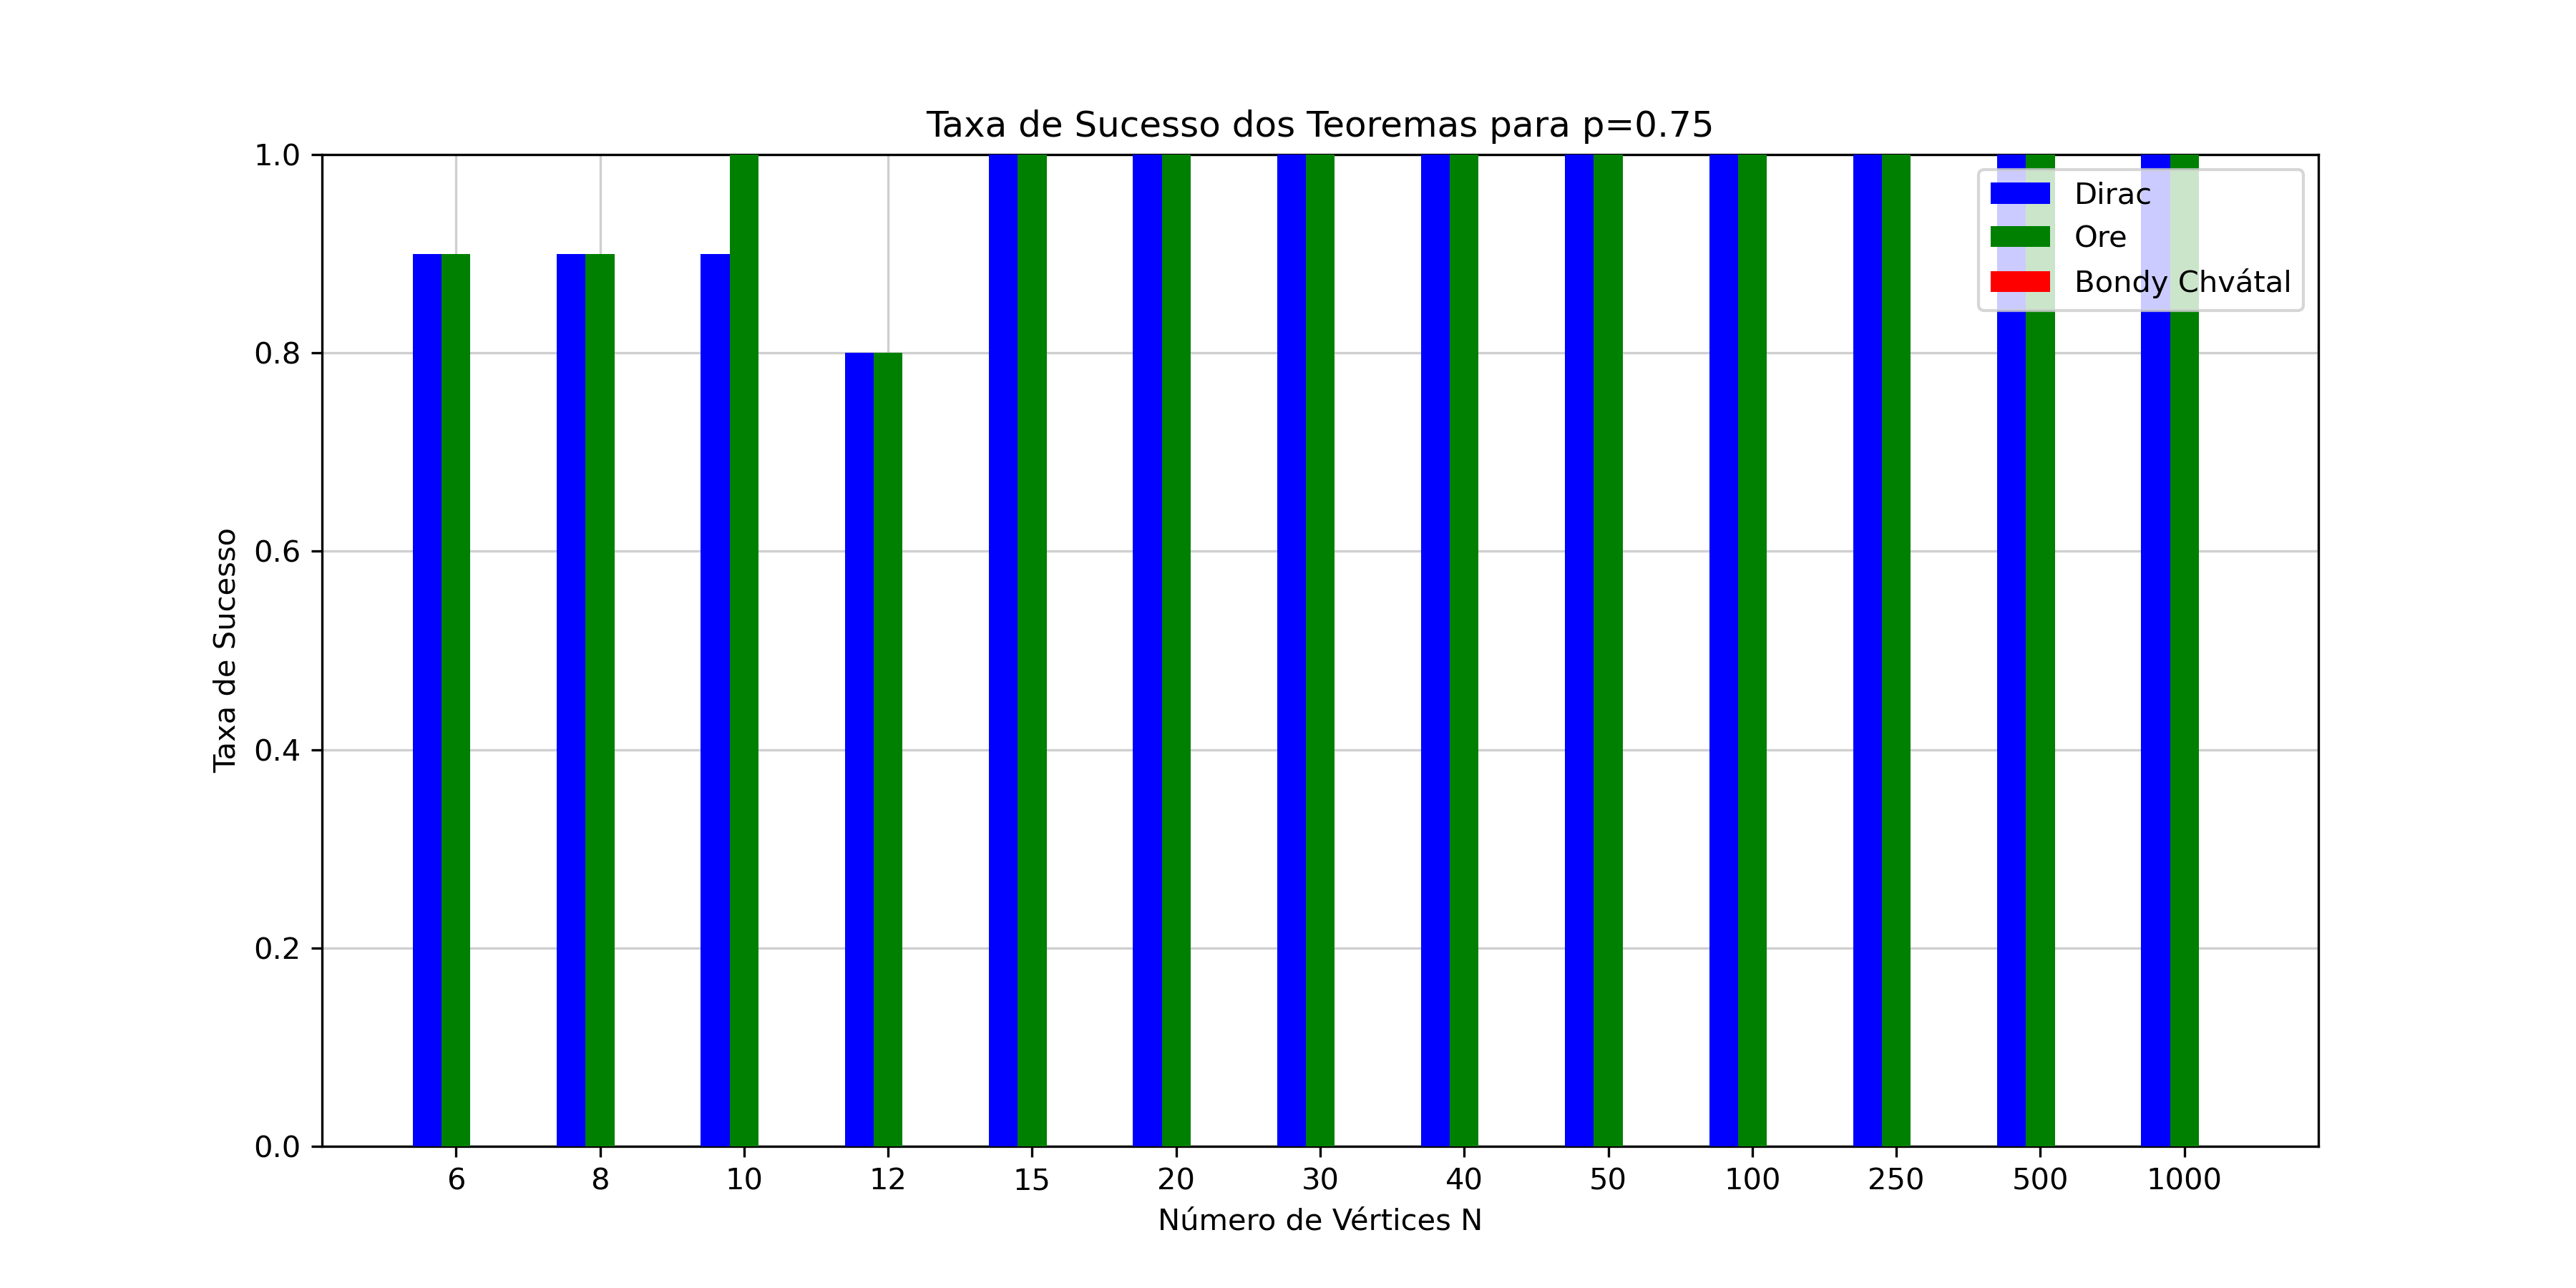 Taxa de Sucesso dos Teoremas para p=0.75
1.0
0.8
0.6
0.4
0.2
0.0
Taxa de Sucesso
Dirac
Ore
Bondy Chvátal
6 8 10 12 15 20 30 40 50 100 250 500 1000
Número de Vértices N